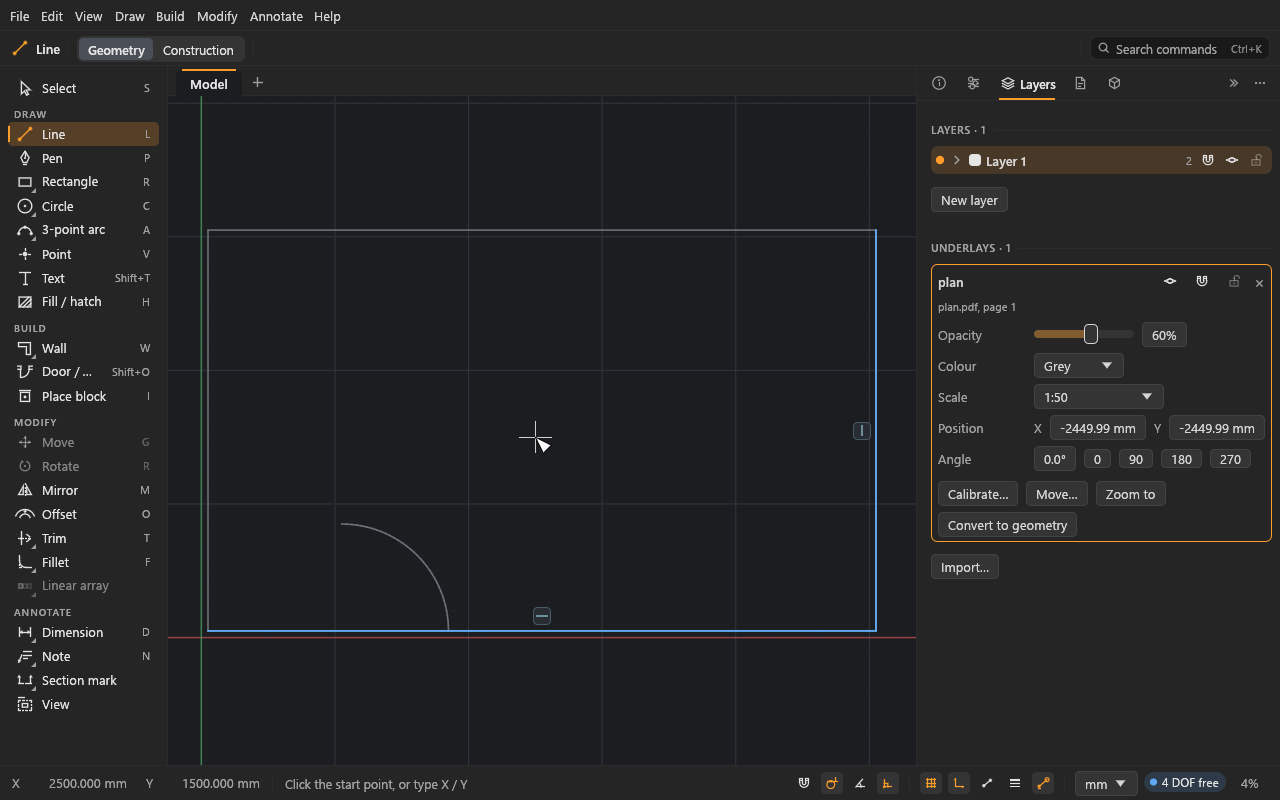 File Edit View Draw Build Modify Annotate Help
Line Geometry Construction Search commands Ctrl+K
Select S
Model +
Layers
DRAW
Line L
Pen P
Rectangle R
Circle C
3-point arc A
Point V
Text Shift+T
Fill / hatch H
BUILD
Wall W
Door / ... Shift+O
Place block I
MODIFY
Move G
Rotate R
Mirror M
Offset O
Trim T
Fillet F
Linear array
ANNOTATE
Dimension D
Note N
Section mark
View
LAYERS · 1
Layer 1 2
New layer
UNDERLAYS · 1
plan
plan.pdf, page 1
Opacity 60%
Colour Grey
Scale 1:50
Position X -2449.99 mm Y -2449.99 mm
Angle 0.0° 0 90 180 270
Calibrate... Move... Zoom to
Convert to geometry
Import...
X 2500.000 mm Y 1500.000 mm Click the start point, or type X / Y mm 4 DOF free 4%